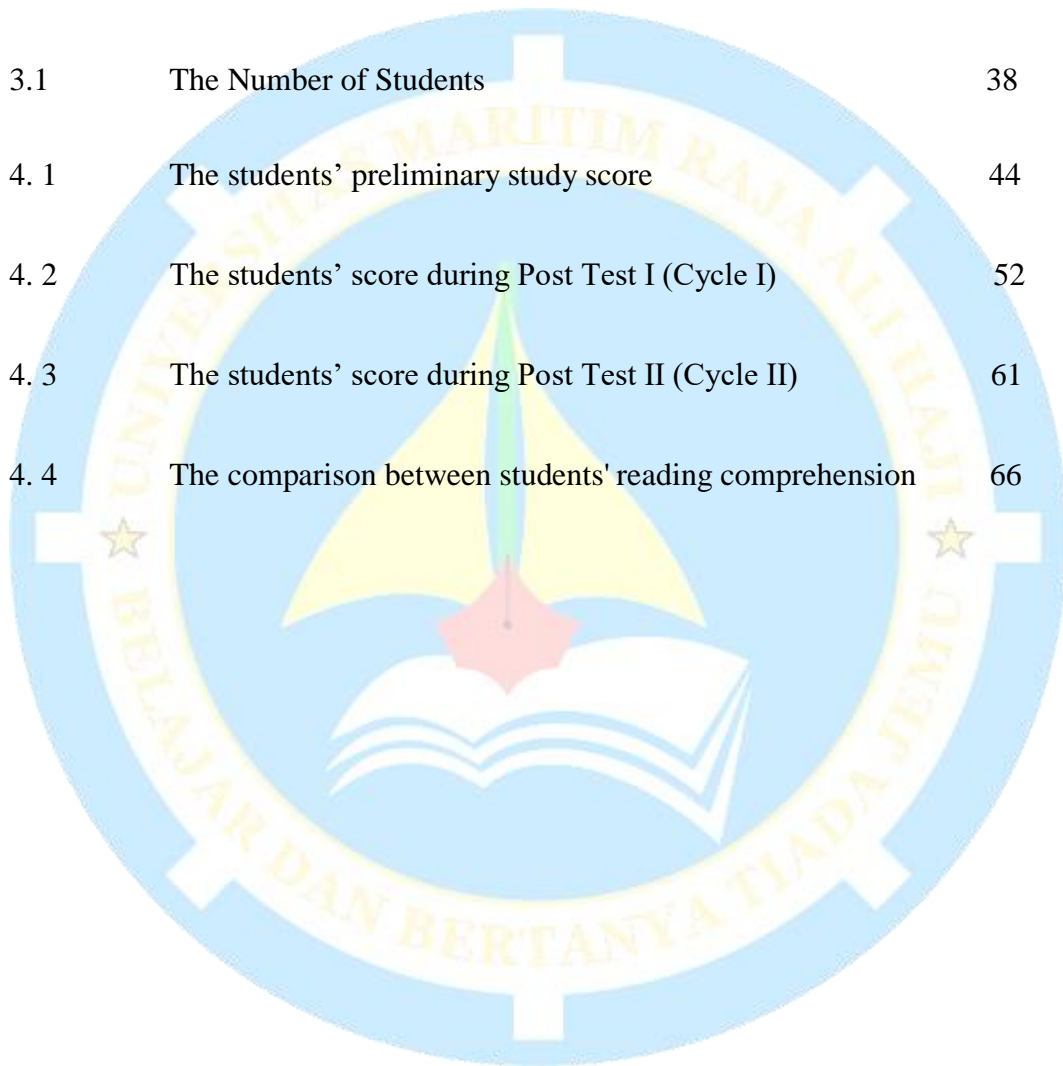 3.1 The Number of Students 38
4. 1 The students’ preliminary study score 44
4. 2 The students’ score during Post Test I (Cycle I) 52
4. 3 The students’ score during Post Test II (Cycle II) 61
4. 4 The comparison between students' reading comprehension 66
UNIVERSITAS MARITIM RAJA ALI HAJI
BELAJAR DAN BERTANYA TIADA JEMU